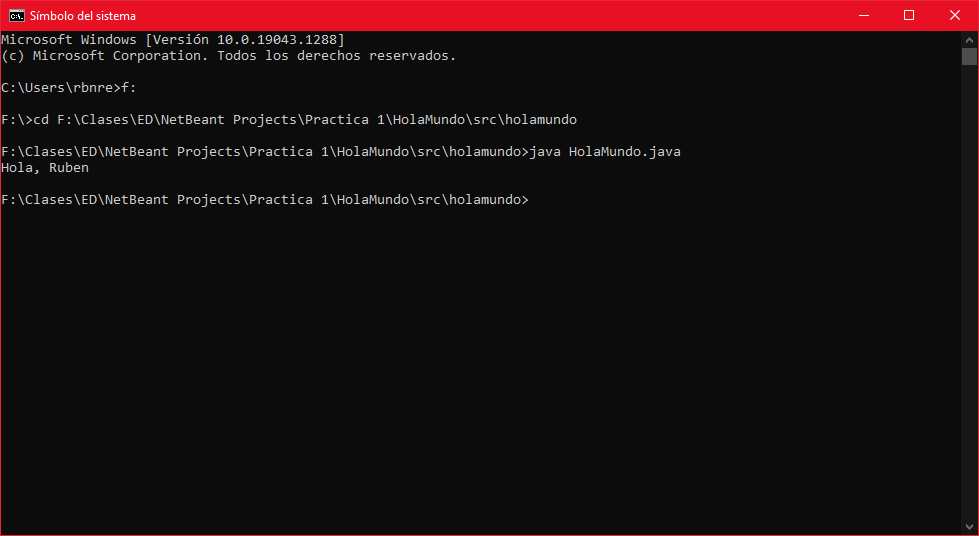 Símbolo del sistema
Microsoft Windows [Versión 10.0.19043.1288]
(c) Microsoft Corporation. Todos los derechos reservados.
C:\Users\rbnre>f:
F:\>cd F:\Clases\ED\NetBeant Projects\Practica 1\HolaMundo\src\holamundo
F:\Clases\ED\NetBeant Projects\Practica 1\HolaMundo\src\holamundo>java HolaMundo.java
Hola, Ruben
F:\Clases\ED\NetBeant Projects\Practica 1\HolaMundo\src\holamundo>